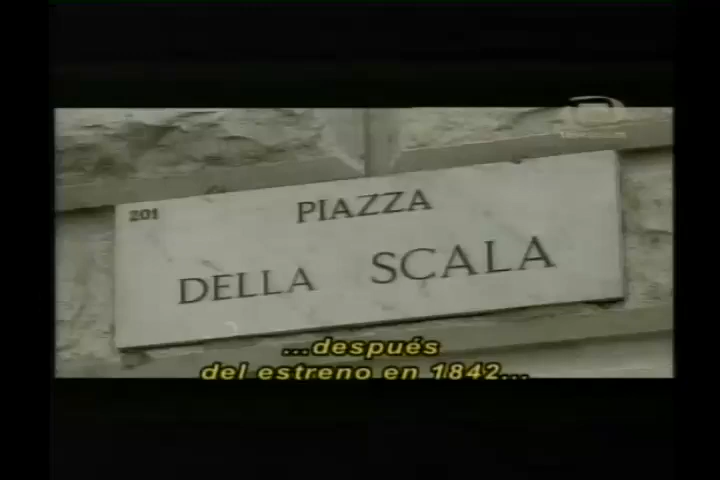 201
PIAZZA
DELLA SCALA
...después
del estreno en 1842...